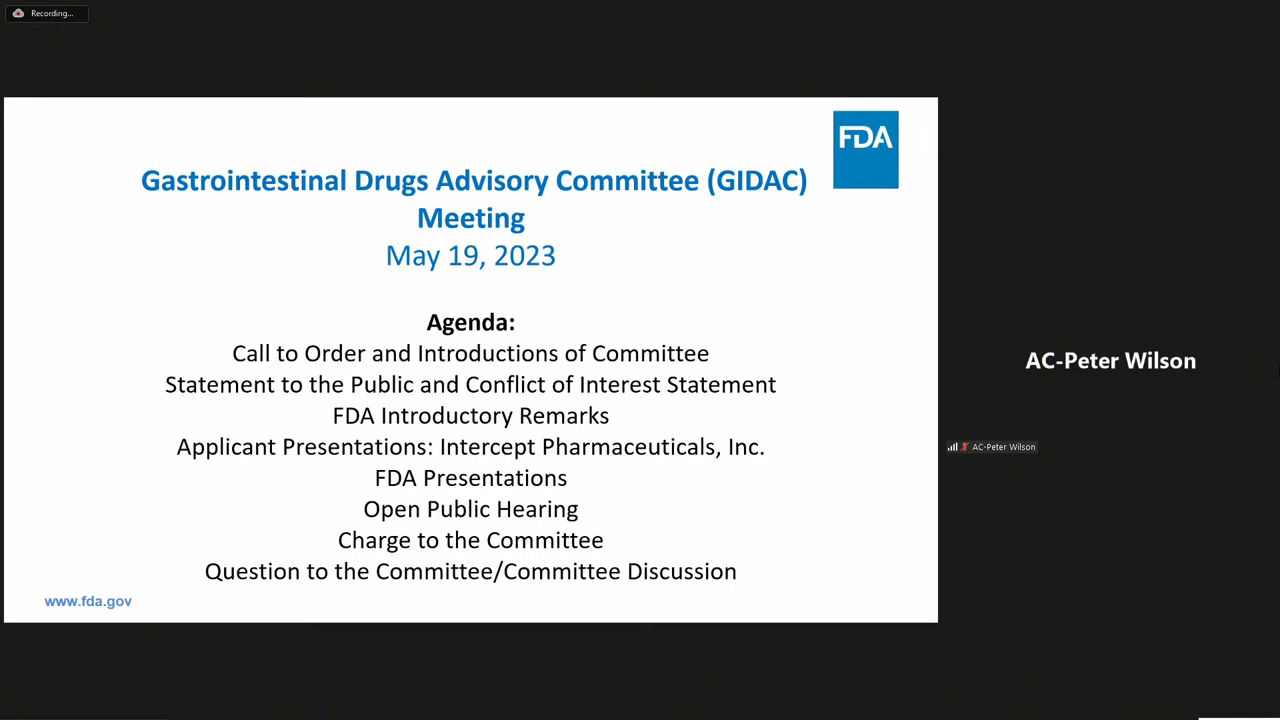 Recording...
FDA
Gastrointestinal Drugs Advisory Committee (GIDAC)
Meeting
May 19, 2023
Agenda:
Call to Order and Introductions of Committee
Statement to the Public and Conflict of Interest Statement
FDA Introductory Remarks
Applicant Presentations: Intercept Pharmaceuticals, Inc.
FDA Presentations
Open Public Hearing
Charge to the Committee
Question to the Committee/Committee Discussion
www.fda.gov
AC-Peter Wilson
AC-Peter Wilson